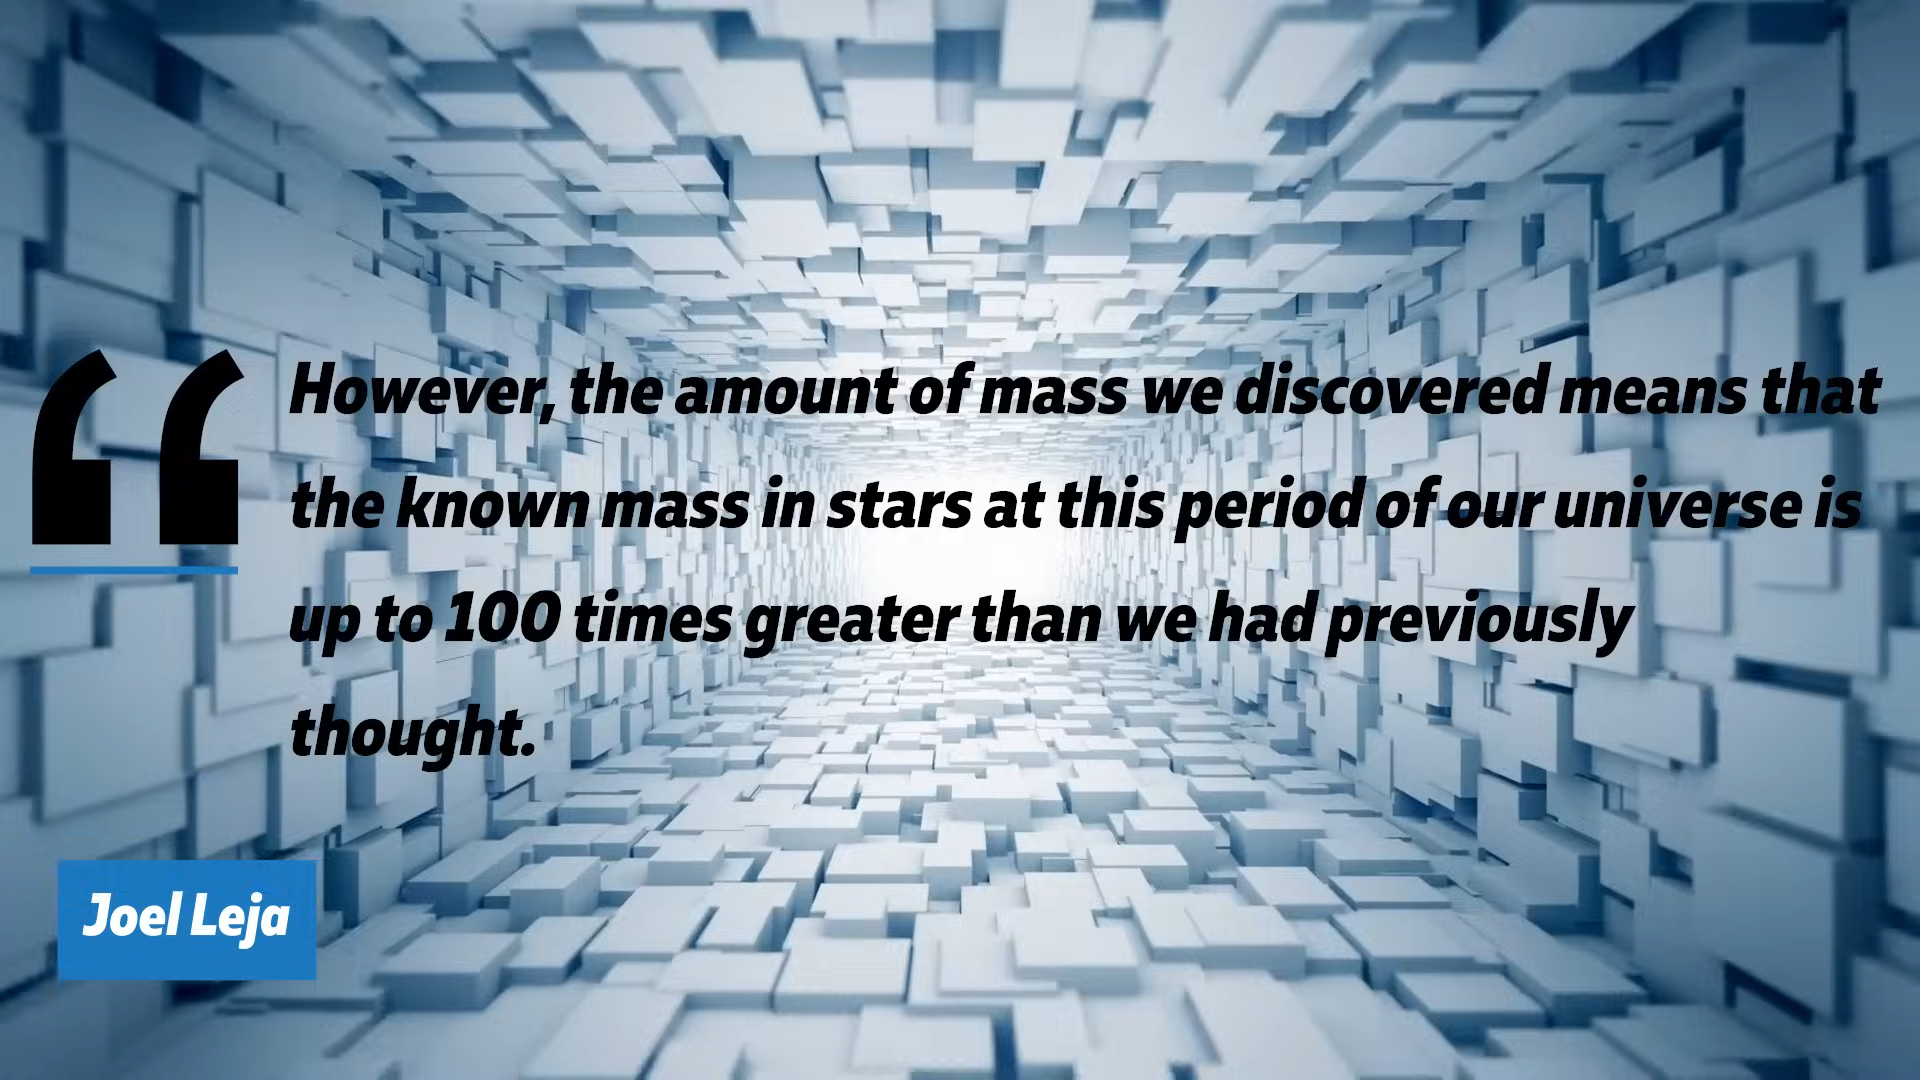 “
However, the amount of mass we discovered means that
the known mass in stars at this period of our universe is
up to 100 times greater than we had previously
thought.
Joel Leja